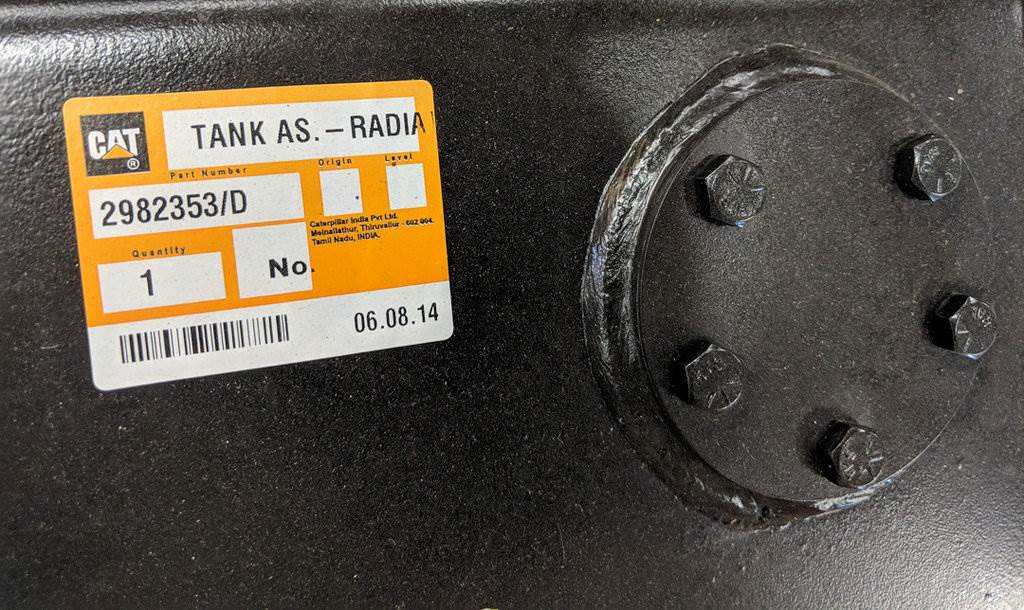 CAT®
TANK AS.–RADIA
Part Number
Origin
Level
2982353/D
Caterpillar India Pvt Ltd.
Melnallathur, Thiruvallur - 602 004.
Tamil Nadu, INDIA.
Quantity
1
No.
06.08.14